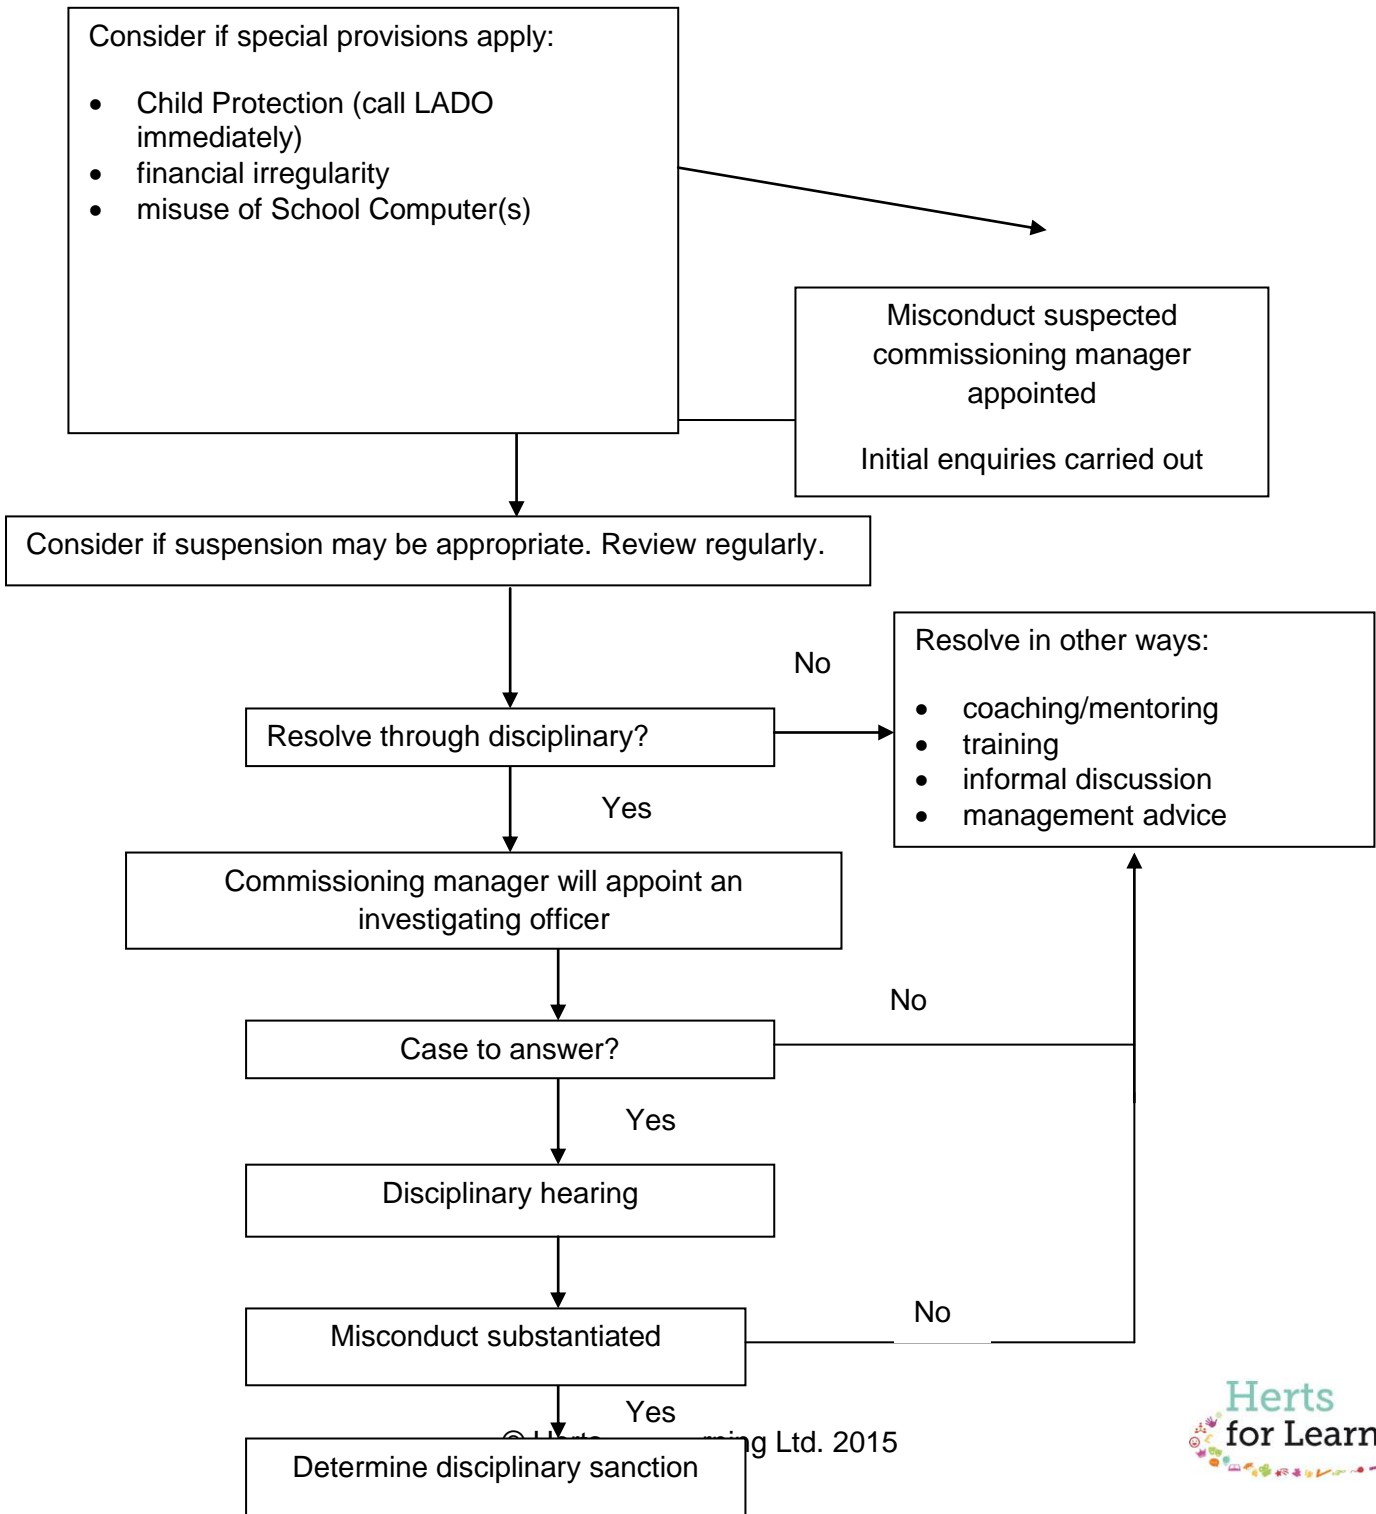 Consider if special provisions apply:
• Child Protection (call LADO
immediately)
• financial irregularity
• misuse of School Computer(s)
Misconduct suspected
commissioning manager
appointed
Initial enquiries carried out
Consider if suspension may be appropriate. Review regularly.
No
Resolve in other ways:
• coaching/mentoring
• training
• informal discussion
• management advice
Resolve through disciplinary?
Yes
Commissioning manager will appoint an
investigating officer
No
Case to answer?
Yes
Disciplinary hearing
No
Misconduct substantiated
Yes
Ltd. 2015
Determine disciplinary sanction
Herts
for Learn